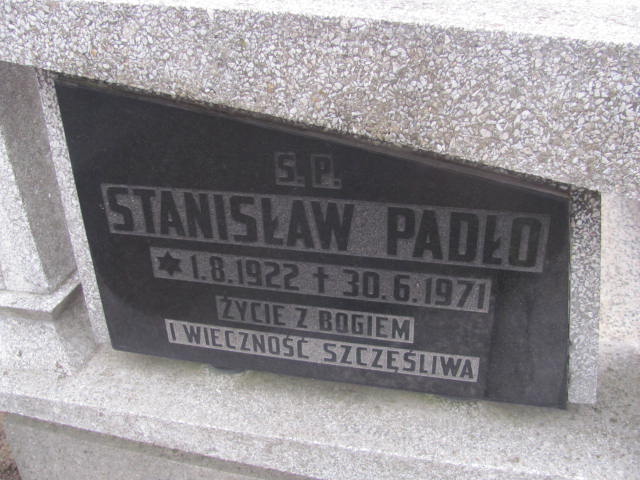 Ś. P.
STANISŁAW PADŁO
✶ 1.8.1922 † 30.6.1971
ŻYCIE Z BOGIEM
I WIECZNOŚĆ SZCZĘŚLIWA